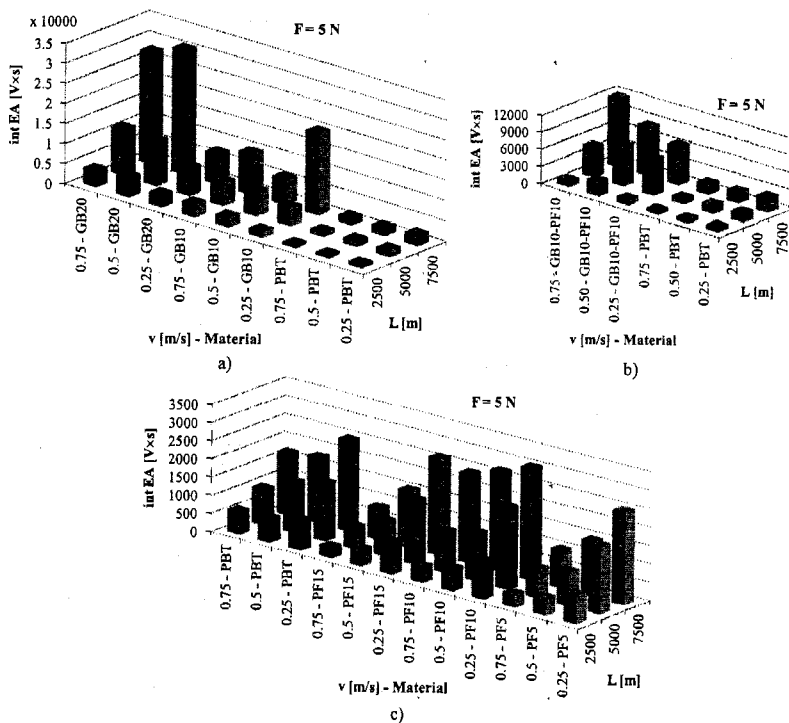 x 10000
F= 5 N
int EA [V×s]
3.5
3
2.5
2
1.5
1
0.5
0
0.75 - GB20
0.5 - GB20
0.25 - GB20
0.75 - GB10
0.5 - GB10
0.25 - GB10
0.75 - PBT
0.5 - PBT
0.25 - PBT
2500
5000
7500
L [m]
v [m/s] - Material
a)
F= 5 N
int EA [V×s]
12000
9000
6000
3000
0
0.75 - GB10-PF10
0.50 - GB10-PF10
0.25 - GB10-PF10
0.75 - PBT
0.50 - PBT
0.25 - PBT
2500
5000
7500
L [m]
v [m/s] - Material
b)
F= 5 N
int EA [V×s]
3500
3000
2500
2000
1500
1000
500
0
0.75 - PBT
0.5 - PBT
0.25 - PBT
0.75 - PF15
0.5 - PF15
0.25 - PF15
0.75 - PF10
0.5 - PF10
0.25 - PF10
0.75 - PF5
0.5 - PF5
0.25 - PF5
2500
5000
7500
L [m]
v [m/s] - Material
c)